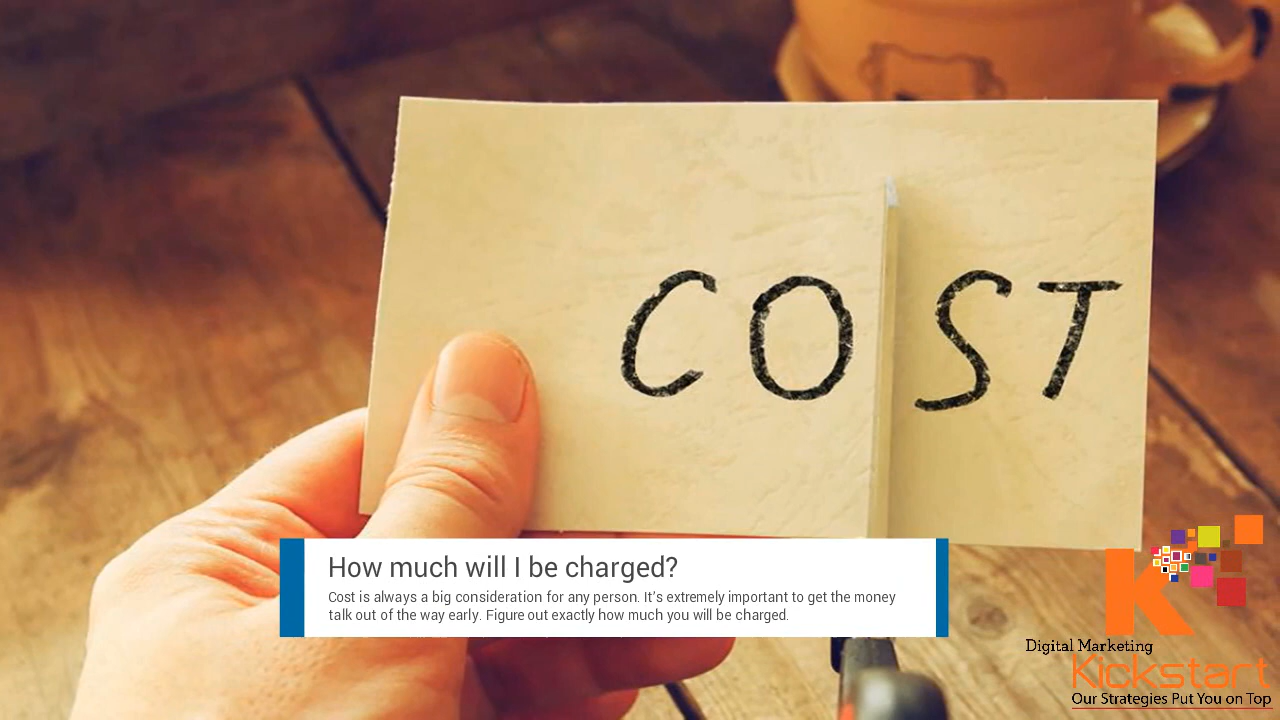 COST
How much will I be charged?
Cost is always a big consideration for any person. It's extremely important to get the money
talk out of the way early. Figure out exactly how much you will be charged.
Digital Marketing
Kickstart
Our Strategies Put You on Top